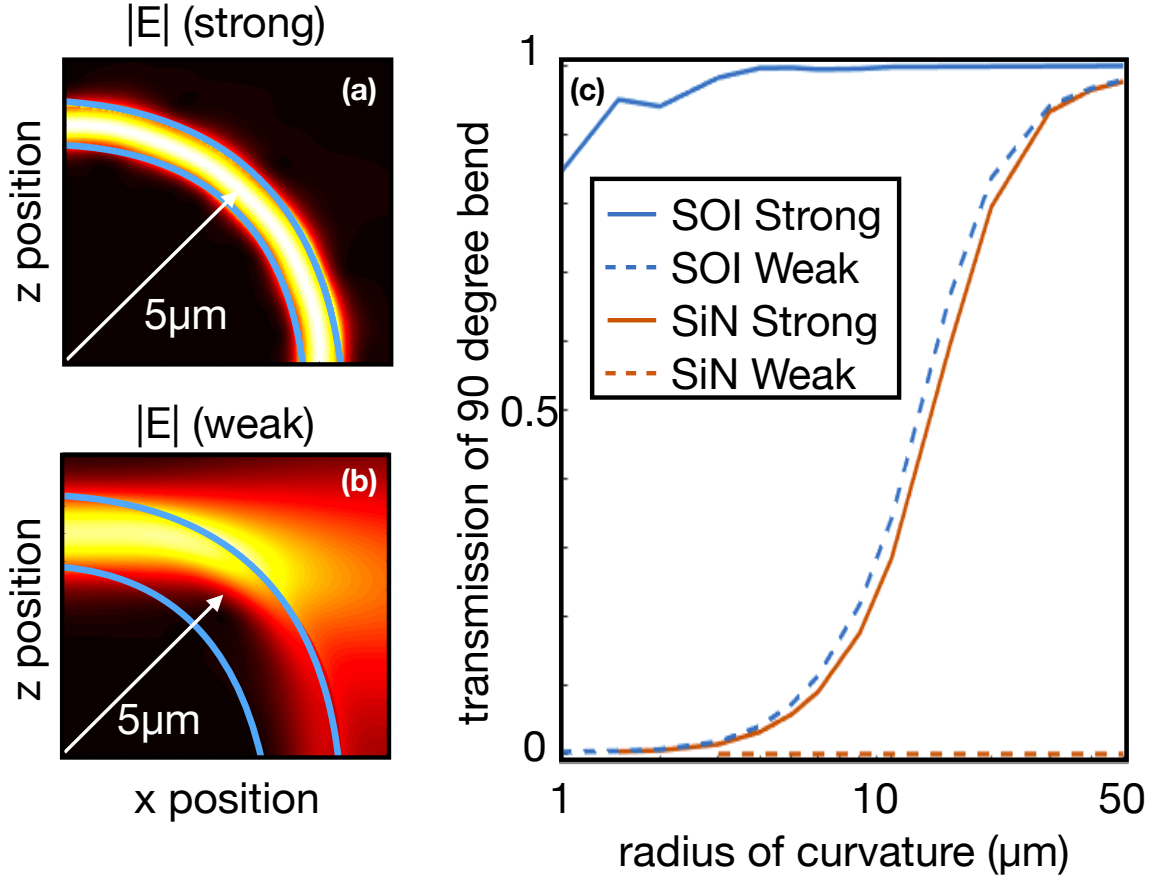 |E| (strong)
(a)
z position
5μm
|E| (weak)
(b)
z position
5μm
x position
(c)
transmission of 90 degree bend
1
0.5
0
SOI Strong
SOI Weak
SiN Strong
SiN Weak
1
10
50
radius of curvature (μm)